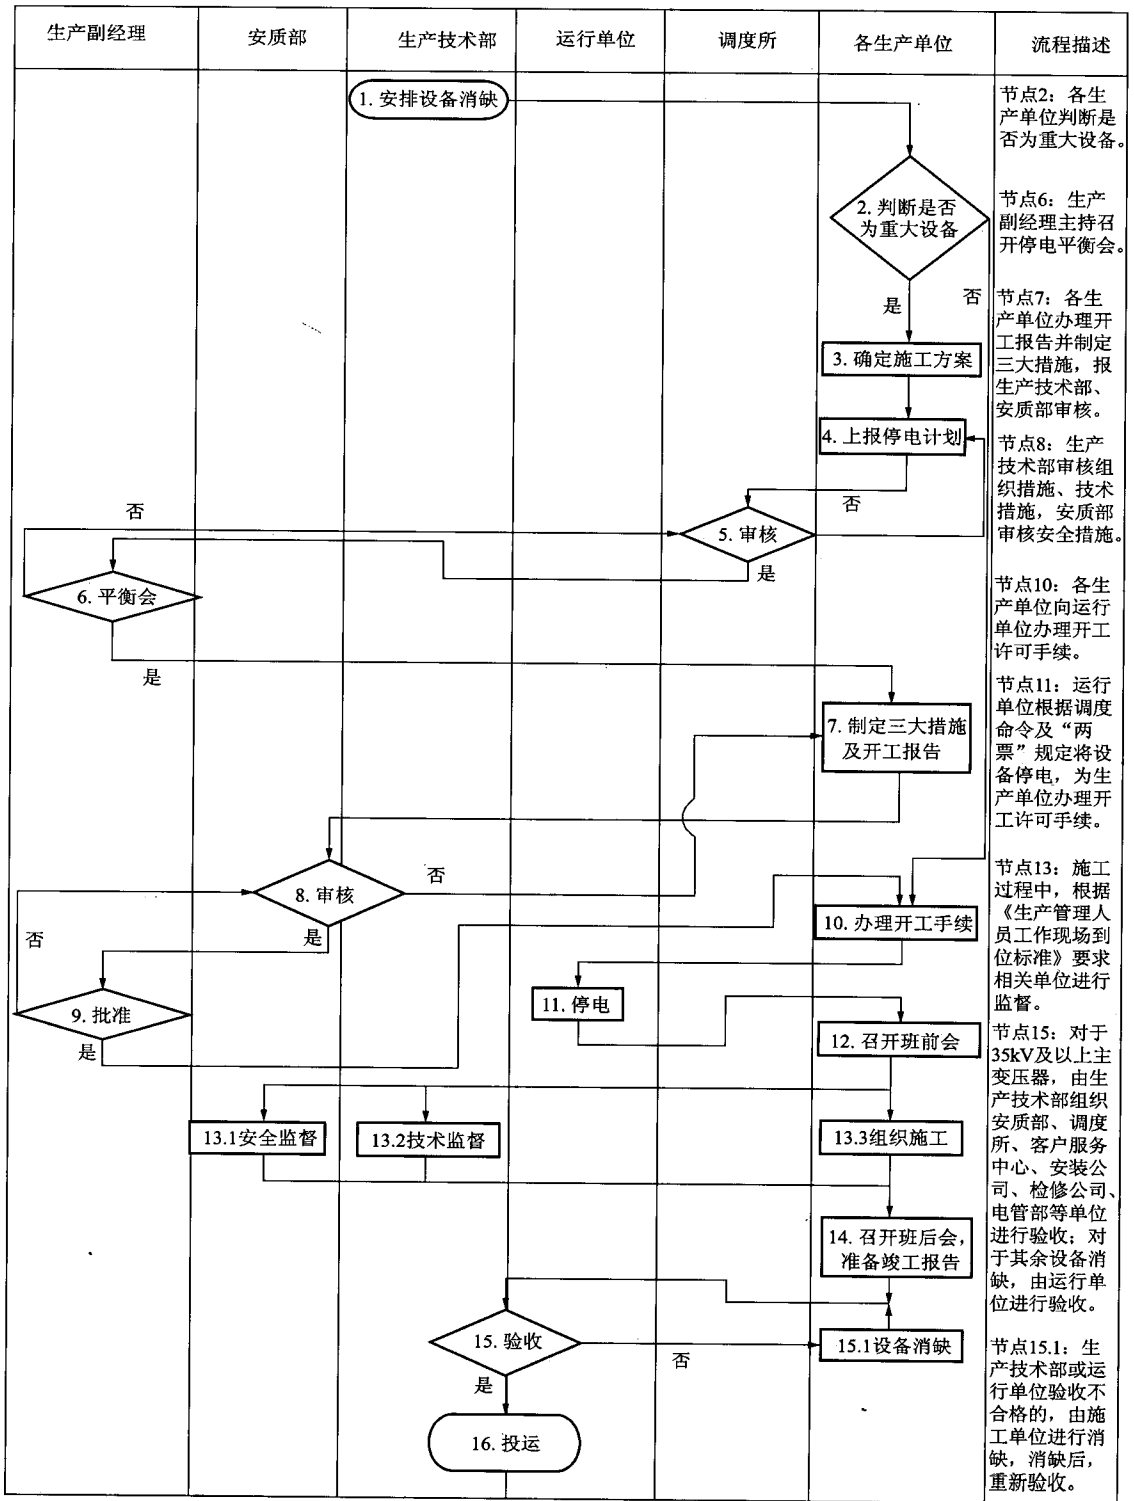 生产副经理
安质部
生产技术部
运行单位
调度所
各生产单位
流程描述
1. 安排设备消缺
2. 判断是否
为重大设备
是
否
3. 确定施工方案
4. 上报停电计划
否
5. 审核
是
否
6. 平衡会
是
7. 制定三大措施
及开工报告
8. 审核
否
是
否
9. 批准
是
10. 办理开工手续
11. 停电
12. 召开班前会
13.1安全监督
13.2技术监督
13.3组织施工
14. 召开班后会，
准备竣工报告
15. 验收
否
15.1设备消缺
是
16. 投运
节点2：各生
产单位判断是
否为重大设备。
节点6：生产
副经理主持召
开停电平衡会。
节点7：各生
产单位办理开
工报告并制定
三大措施，报
生产技术部、
安质部审核。
节点8：生产
技术部审核组
织措施、技术
措施，安质部
审核安全措施。
节点10：各生
产单位向运行
单位办理开工
许可手续。
节点11：运行
单位根据调度
命令及“两
票”规定将设
备停电，为生
产单位办理开
工许可手续。
节点13：施工
过程中，根据
《生产管理人
员工作现场到
位标准》要求
相关单位进行
监督。
节点15：对于
35kV及以上主
变压器，由生
产技术部组织
安质部、调度
所、客户服务
中心、安装公
司、检修公司、
电管部等单位
进行验收；对
于其余设备消
缺，由运行单
位进行验收。
节点15.1：生
产技术部或运
行单位验收不
合格的，由施
工单位进行消
缺，消缺后，
重新验收。